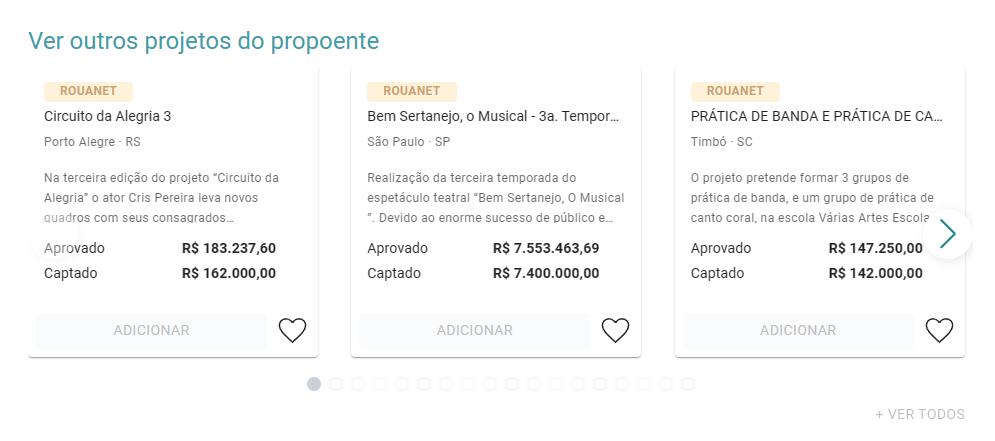 Ver outros projetos do propoente
ROUANET
Circuito da Alegria 3
Porto Alegre · RS
Na terceira edição do projeto “Circuito da
Alegria” o ator Cris Pereira leva novos
quadros com seus consagrados…
Aprovado R$ 183.237,60
Captado R$ 162.000,00
ADICIONAR
ROUANET
Bem Sertanejo, o Musical - 3a. Tempor…
São Paulo · SP
Realização da terceira temporada do
espetáculo teatral “Bem Sertanejo, O Musical
”. Devido ao enorme sucesso de público e…
Aprovado R$ 7.553.463,69
Captado R$ 7.400.000,00
ADICIONAR
ROUANET
PRÁTICA DE BANDA E PRÁTICA DE CA…
Timbó · SC
O projeto pretende formar 3 grupos de
prática de banda, e um grupo de prática de
canto coral, na escola Várias Artes Escola
Aprovado R$ 147.250,00
Captado R$ 142.000,00
ADICIONAR
+ VER TODOS